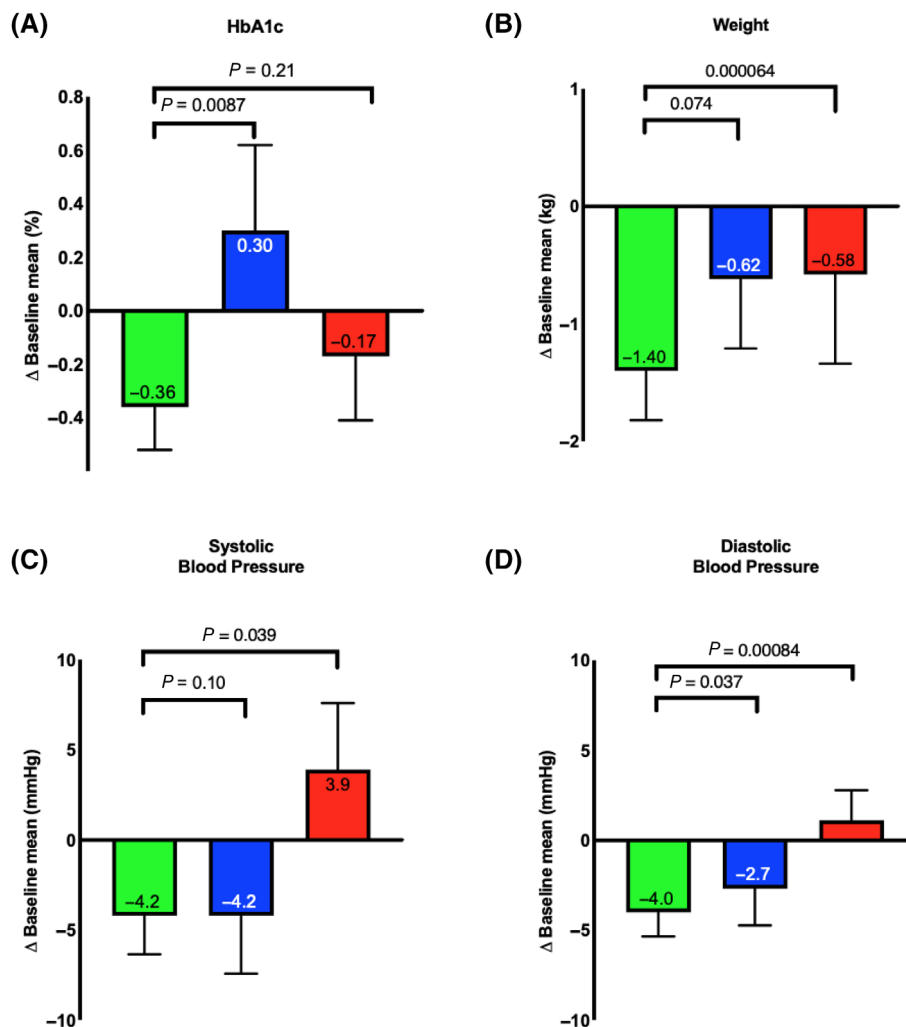 (A)
HbA1c
P = 0.21
P = 0.0087
0.8
0.6
0.4
0.2
0.0
−0.2
−0.4
Δ Baseline mean (%)
−0.36
0.30
−0.17
(B)
Weight
0.000064
0.074
1
0
−1
−2
Δ Baseline mean (kg)
−1.40
−0.62
−0.58
(C)
Systolic
Blood Pressure
P = 0.039
P = 0.10
10
5
0
−5
−10
Δ Baseline mean (mmHg)
−4.2
−4.2
3.9
(D)
Diastolic
Blood Pressure
P = 0.00084
P = 0.037
10
5
0
−5
−10
Δ Baseline mean (mmHg)
−4.0
−2.7